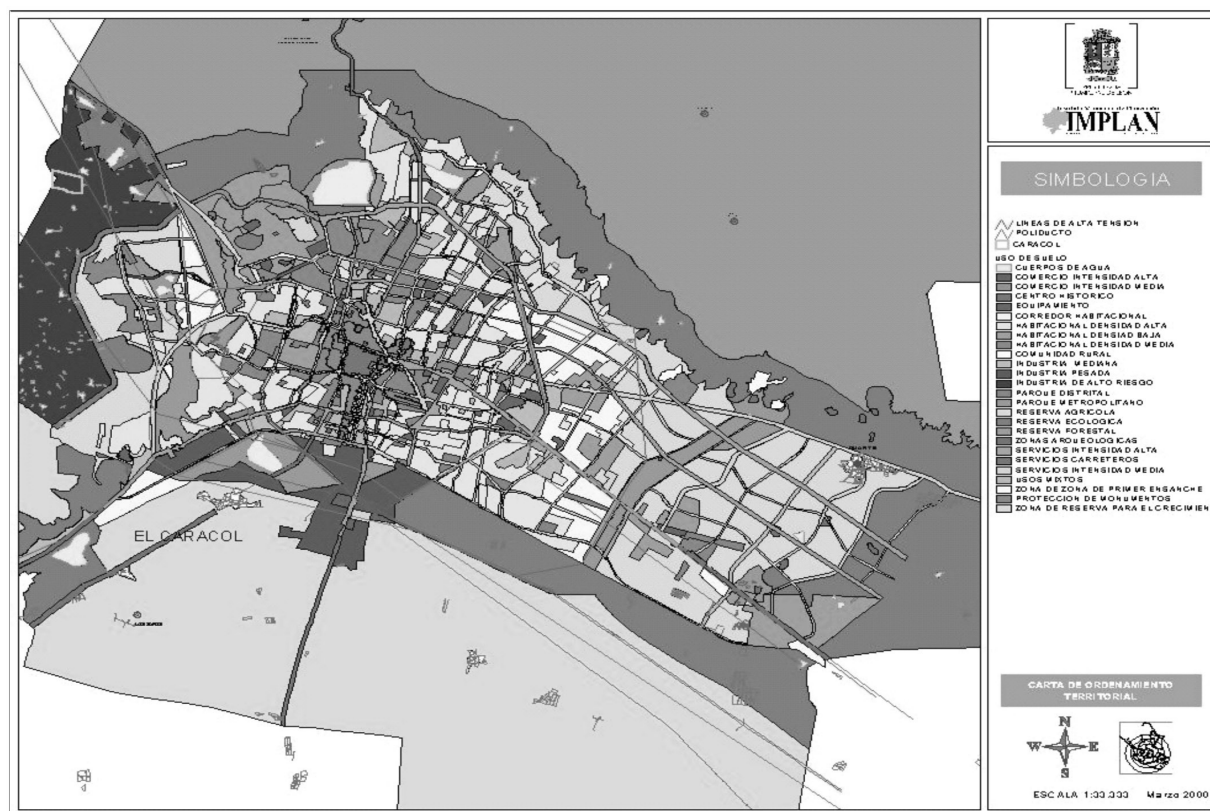 IMPLAN
SIMBOLOGIA
LINEAS DE ALTA TENSION
POLIDUCTO
CARACOL
USO DE SUELO
CUERPOS DE AGUA
COMERCIO INTENSIDAD ALTA
COMERCIO INTENSIDAD MEDIA
CENTRO HISTORICO
EQUIPAMIENTO
CORREDOR HABITACIONAL
HABITACIONAL DENSIDAD ALTA
HABITACIONAL DENSIDAD BAJA
HABITACIONAL DENSIDAD MEDIA
COMUNIDAD RURAL
INDUSTRIA MEDIANA
INDUSTRIA PESADA
INDUSTRIA DE ALTO RIESGO
PARQUE DISTRITAL
PARQUE METROPOLITANO
RESERVA AGRICOLA
RESERVA ECOLOGICA
RESERVA FORESTAL
ZONAS ARQUEOLOGICAS
SERVICIOS INTENSIDAD ALTA
SERVICIOS CARRETEROS
SERVICIOS INTENSIDAD MEDIA
USOS MIXTOS
ZONA DE ZONA DE PRIMER ENSANCHE
PROTECCION DE MONUMENTOS
ZONA DE RESERVA PARA EL CRECIMIEN
EL CARACOL
CARTA DE ORDENAMIENTO
TERRITORIAL
N
W E
S
ESCALA 1:33,333 Marzo 2000